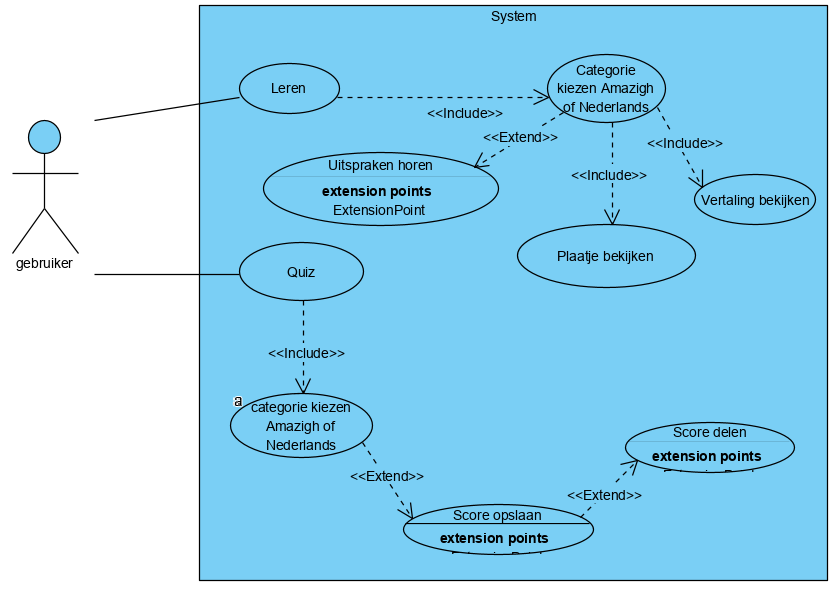 System
Leren
Categorie
kiezen Amazigh
of Nederlands
<<Include>>
<<Extend>>
<<Include>>
Uitspraken horen
extension points
ExtensionPoint
<<Include>>
Vertaling bekijken
gebruiker
Plaatje bekijken
Quiz
<<Include>>
a
categorie kiezen
Amazigh of
Nederlands
<<Extend>>
Score delen
extension points
<<Extend>>
Score opslaan
extension points